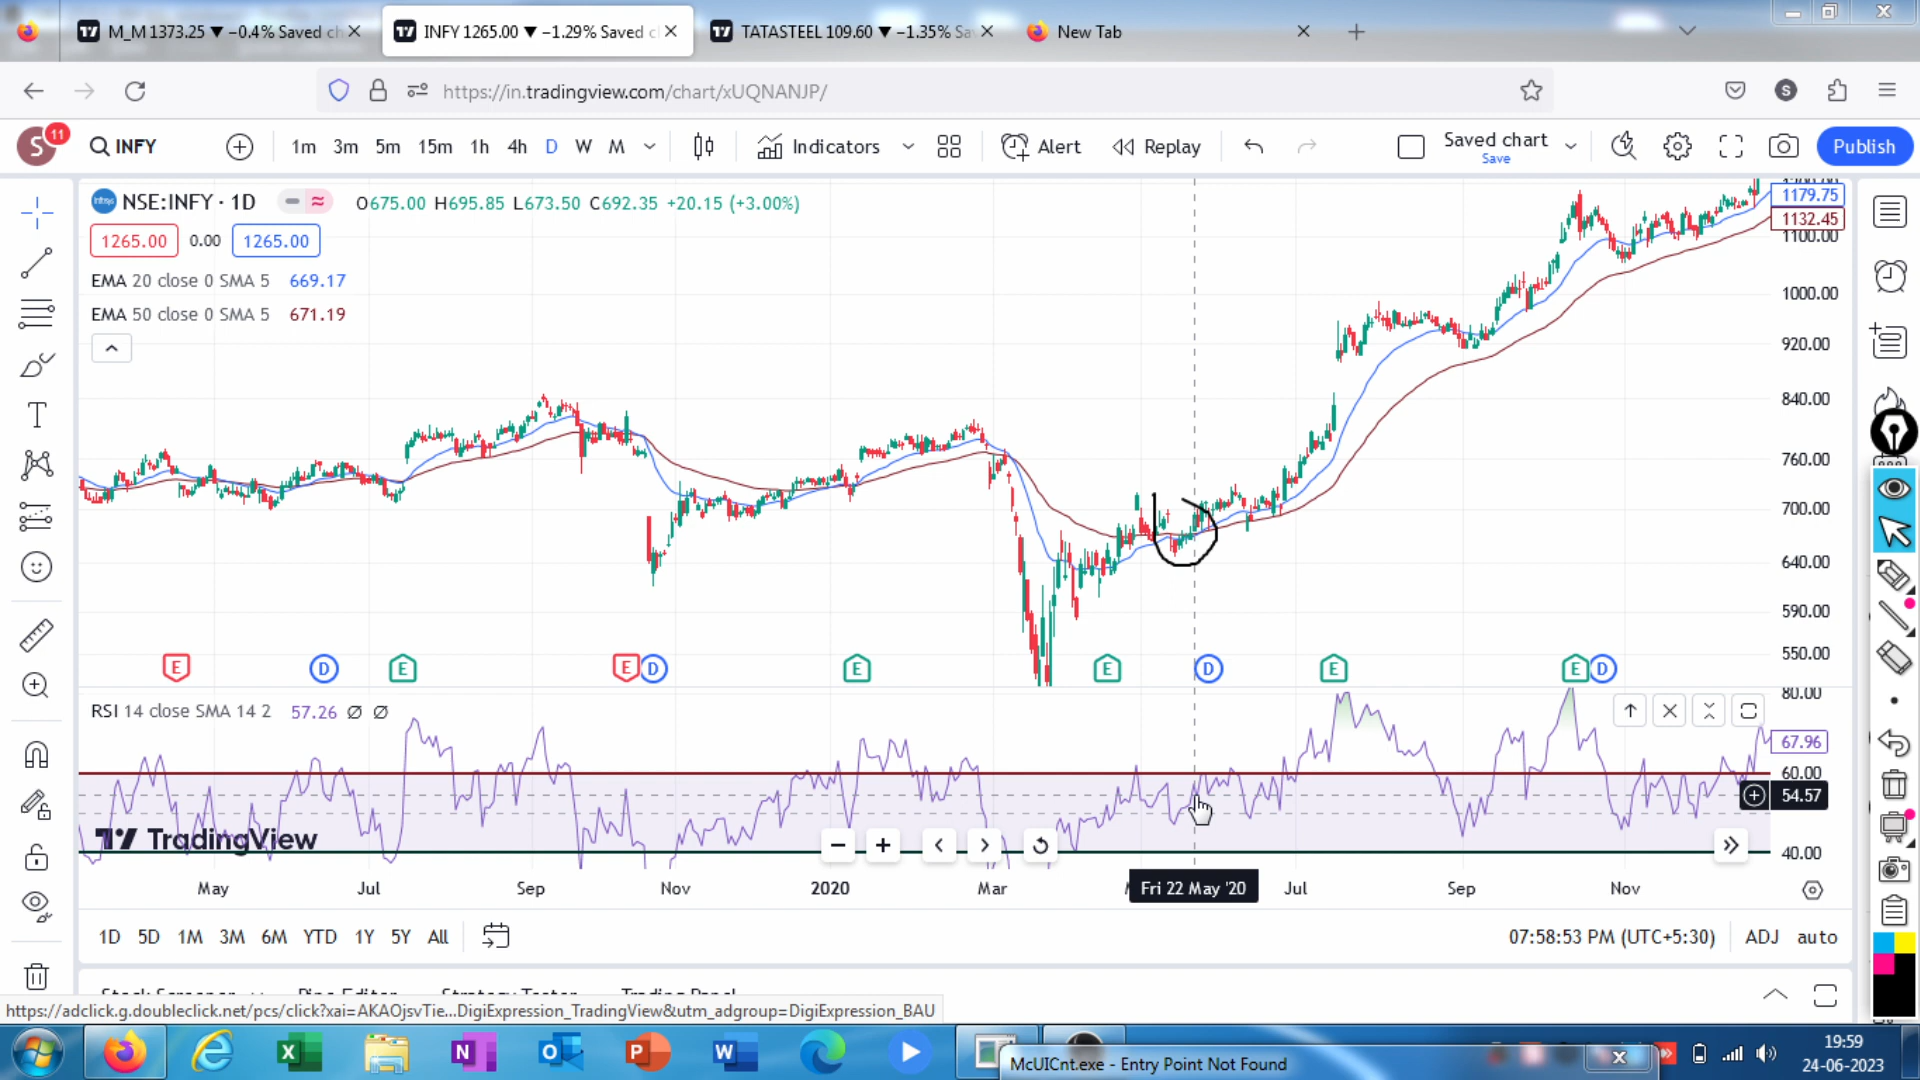 M_M 1373.25 ▼ −0.4% Saved ch
INFY 1265.00 ▼ −1.29% Saved c
TATASTEEL 109.60 ▼ −1.35% Sa
New Tab
https://in.tradingview.com/chart/xUQNANJP/
S
S
11
INFY
1m 3m 5m 15m 1h 4h D W M
Indicators
Alert
Replay
Saved chart
Save
Publish
NSE:INFY · 1D
O675.00 H695.85 L673.50 C692.35 +20.15 (+3.00%)
1265.00 0.00 1265.00
EMA 20 close 0 SMA 5 669.17
EMA 50 close 0 SMA 5 671.19
1179.75
1132.45
1100.00
1000.00
920.00
840.00
760.00
700.00
640.00
590.00
550.00
E D E E D E E D E E D
RSI 14 close SMA 14 2 57.26 Ø Ø
80.00
67.96
60.00
54.57
40.00
TradingView
May Jul Sep Nov 2020 Mar Fri 22 May '20 Jul Sep Nov
1D 5D 1M 3M 6M YTD 1Y 5Y All
07:58:53 PM (UTC+5:30) ADJ auto
Stock Screener Pine Editor Strategy Tester Trading Panel
https://adclick.g.doubleclick.net/pcs/click?xai=AKAOjsvTie...DigiExpression_TradingView&utm_adgroup=DigiExpression_BAU
McUICnt.exe - Entry Point Not Found
19:59
24-06-2023